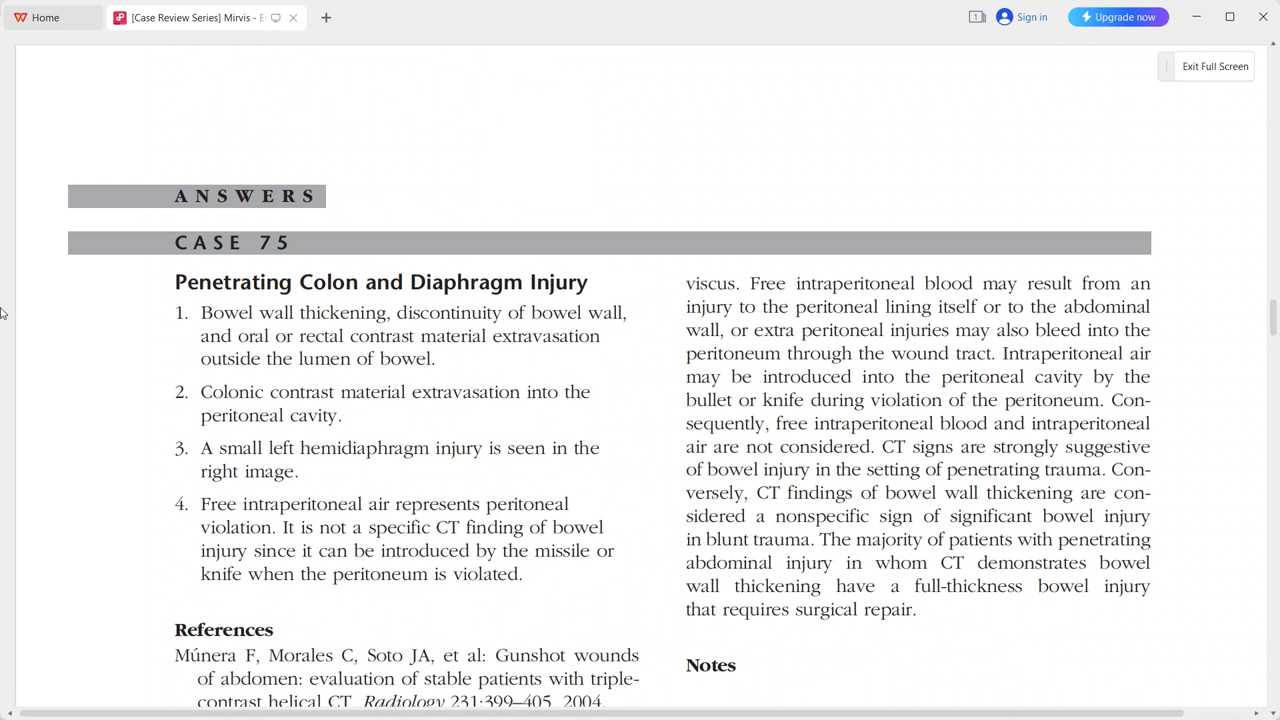 Home
[Case Review Series] Mirvis - E
Sign in
Upgrade now
Exit Full Screen
ANSWERS
CASE 75
Penetrating Colon and Diaphragm Injury
1. Bowel wall thickening, discontinuity of bowel wall,
and oral or rectal contrast material extravasation
outside the lumen of bowel.
2. Colonic contrast material extravasation into the
peritoneal cavity.
3. A small left hemidiaphragm injury is seen in the
right image.
4. Free intraperitoneal air represents peritoneal
violation. It is not a specific CT finding of bowel
injury since it can be introduced by the missile or
knife when the peritoneum is violated.
References
Múnera F, Morales C, Soto JA, et al: Gunshot wounds
of abdomen: evaluation of stable patients with triple-
contrast helical CT. Radiology 231:399–405, 2004.
viscus. Free intraperitoneal blood may result from an
injury to the peritoneal lining itself or to the abdominal
wall, or extra peritoneal injuries may also bleed into the
peritoneum through the wound tract. Intraperitoneal air
may be introduced into the peritoneal cavity by the
bullet or knife during violation of the peritoneum. Con-
sequently, free intraperitoneal blood and intraperitoneal
air are not considered. CT signs are strongly suggestive
of bowel injury in the setting of penetrating trauma. Con-
versely, CT findings of bowel wall thickening are con-
sidered a nonspecific sign of significant bowel injury
in blunt trauma. The majority of patients with penetrating
abdominal injury in whom CT demonstrates bowel
wall thickening have a full-thickness bowel injury
that requires surgical repair.
Notes